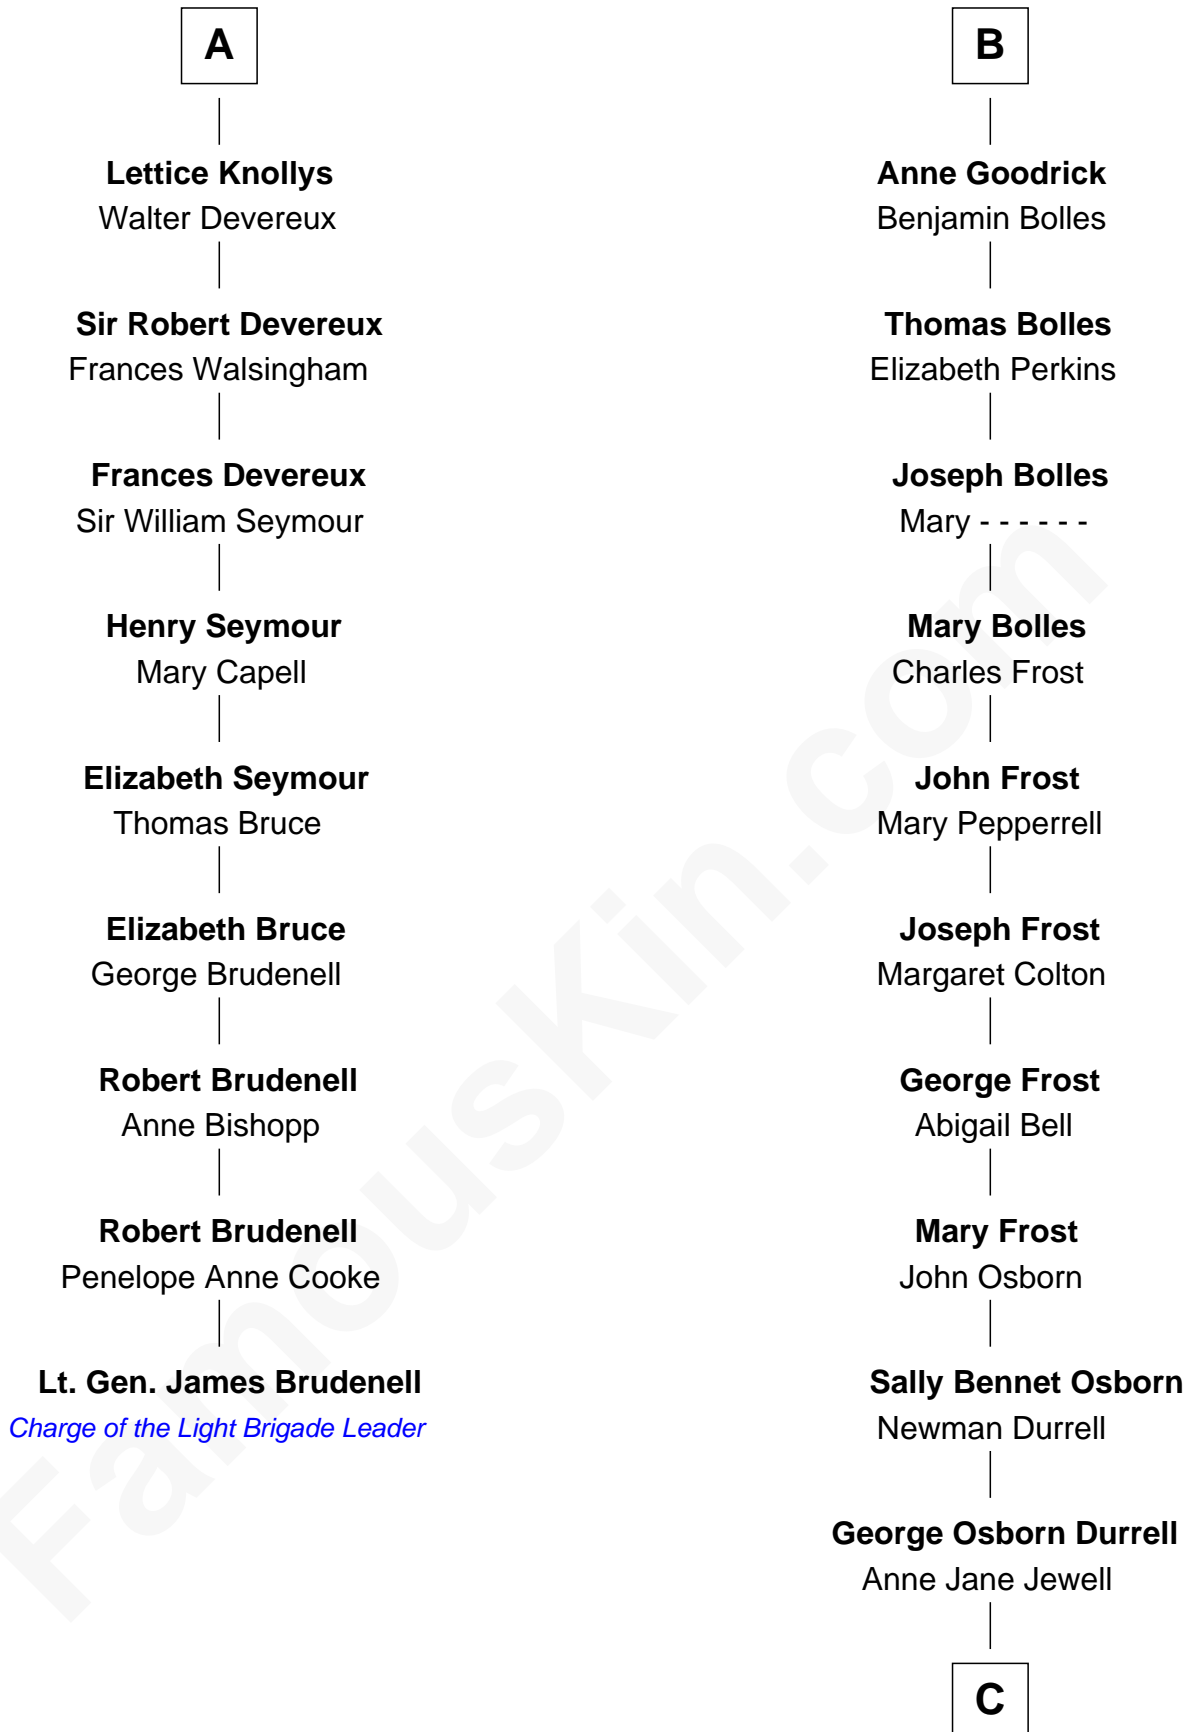 A
Lettice Knollys
Walter Devereux
Sir Robert Devereux
Frances Walsingham
Frances Devereux
Sir William Seymour
Henry Seymour
Mary Capell
Elizabeth Seymour
Thomas Bruce
Elizabeth Bruce
George Brudenell
Robert Brudenell
Anne Bishopp
Robert Brudenell
Penelope Anne Cooke
Lt. Gen. James Brudenell
Charge of the Light Brigade Leader
B
Anne Goodrick
Benjamin Bolles
Thomas Bolles
Elizabeth Perkins
Joseph Bolles
Mary - - - - - -
Mary Bolles
Charles Frost
John Frost
Mary Pepperrell
Joseph Frost
Margaret Colton
George Frost
Abigail Bell
Mary Frost
John Osborn
Sally Bennet Osborn
Newman Durrell
George Osborn Durrell
Anne Jane Jewell
C
FamousKin.com